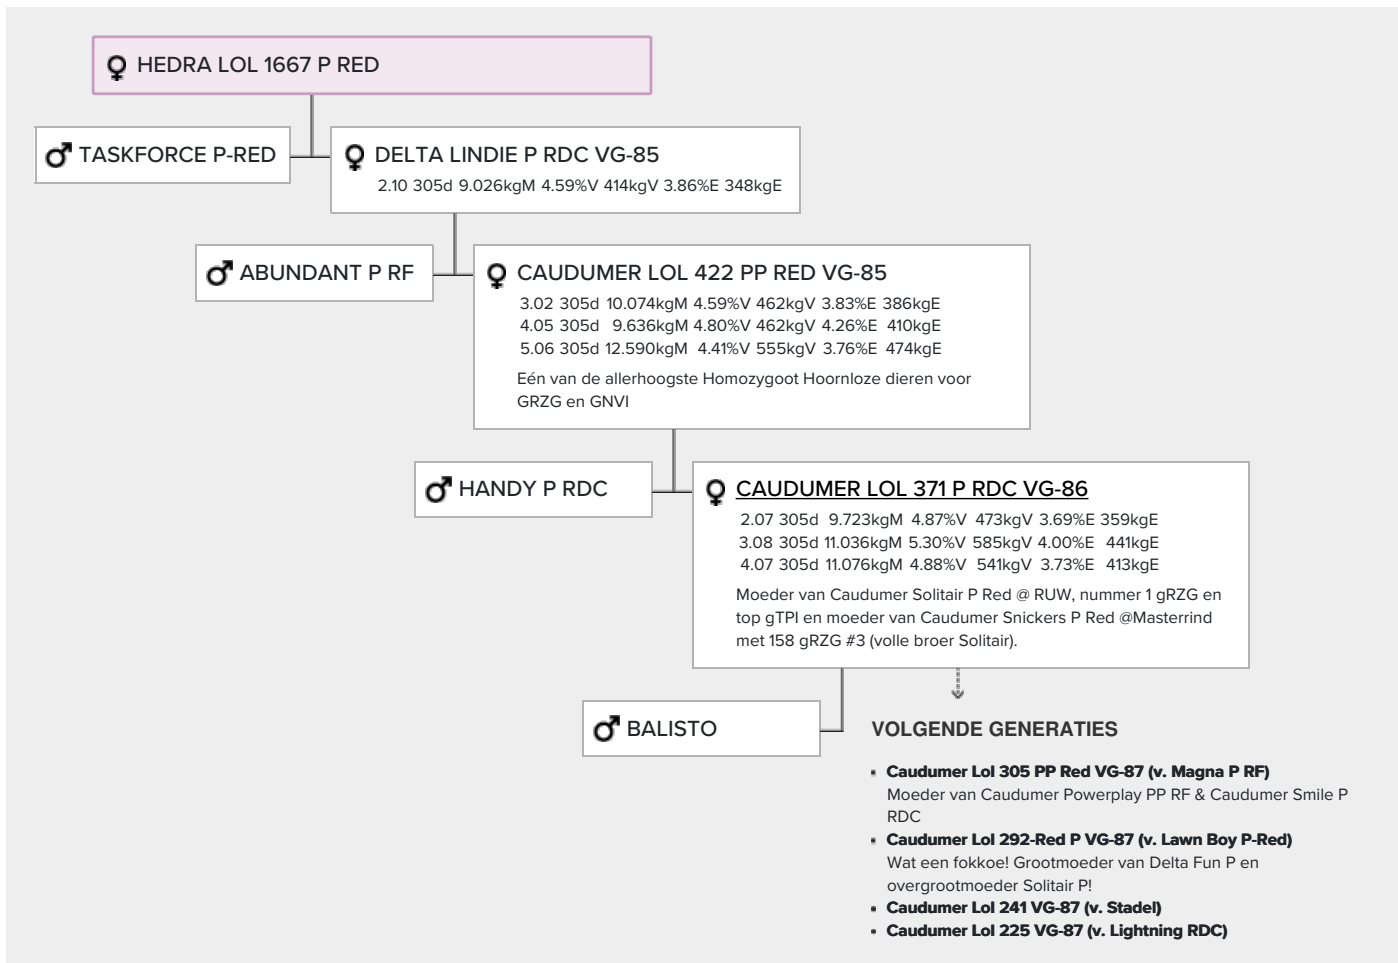 HEDRA LOL 1667 P RED
TASKFORCE P-RED
DELTA LINDIE P RDC VG-85
2.10 305d 9.026kgM 4.59%V 414kgV 3.86%E 348kgE
ABUNDANT P RF
CAUDUMER LOL 422 PP RED VG-85
3.02 305d 10.074kgM 4.59%V 462kgV 3.83%E 386kgE
4.05 305d 9.636kgM 4.80%V 462kgV 4.26%E 410kgE
5.06 305d 12.590kgM 4.41%V 555kgV 3.76%E 474kgE
Eén van de allerhoogste Homozygoot Hoornloze dieren voor
GRZG en GNVI
HANDY P RDC
CAUDUMER LOL 371 P RDC VG-86
2.07 305d 9.723kgM 4.87%V 473kgV 3.69%E 359kgE
3.08 305d 11.036kgM 5.30%V 585kgV 4.00%E 441kgE
4.07 305d 11.076kgM 4.88%V 541kgV 3.73%E 413kgE
Moeder van Caudumer Solitair P Red @ RUW, nummer 1 gRZG en
top gTPI en moeder van Caudumer Snickers P Red @Masterrind
met 158 gRZG #3 (volle broer Solitair).
BALISTO
VOLGENDE GENERATIES
Caudumer Lol 305 PP Red VG-87 (v. Magna P RF)
Moeder van Caudumer Powerplay PP RF & Caudumer Smile P
RDC
Caudumer Lol 292-Red P VG-87 (v. Lawn Boy P-Red)
Wat een fokkoe! Grootmoeder van Delta Fun P en
overgrootmoeder Solitair P!
Caudumer Lol 241 VG-87 (v. Stadel)
Caudumer Lol 225 VG-87 (v. Lightning RDC)